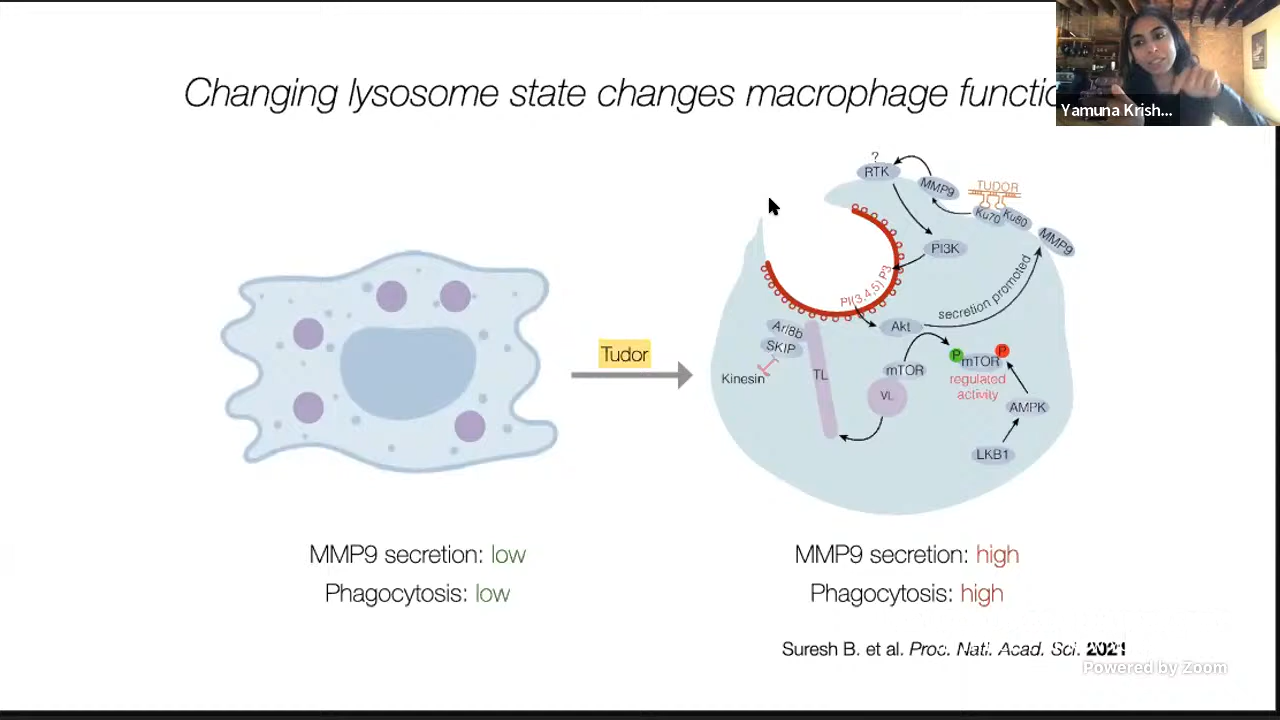 Changing lysosome state changes macrophage functio
Yamuna Krish...
?
RTK
MMP9
TUDOR
Ku70
Ku80
MMP9
PI3K
PI(3,4,5) P3
secretion promoted
Akt
Arl8b
SKIP
Kinesin
TL
mTOR
VL
P
mTOR
P
regulated
activity
AMPK
LKB1
Tudor
MMP9 secretion: low
Phagocytosis: low
MMP9 secretion: high
Phagocytosis: high
Suresh B. et al. Proc. Natl. Acad. Sci. 2021
Powered by Zoom